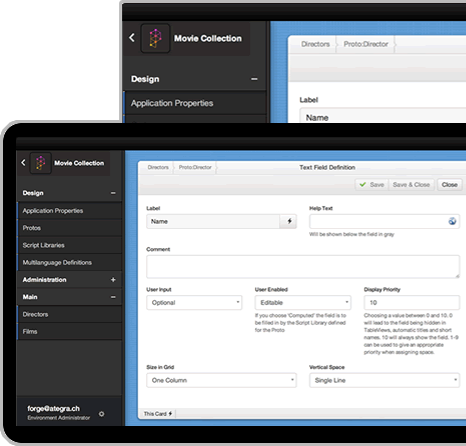 Movie Collection
Directors
Proto:Director
Design
Label
Application Properties
Name
Movie Collection
Directors
Proto:Director
Text Field Definition
Save
Save & Close
Close
Design
Application Properties
Protos
Script Libraries
Multilanguage Definitions
Administration
Main
Directors
Films
forge@ategra.ch
Environment Administrator
Label
Name
Help Text
Will be shown below the field in grey
Comment
User Input
Optional
User Enabled
Editable
If you choose 'Computed' the field is
to be filled in by the Script Library defined
for the Proto
Display Priority
10
Choosing a value between 0 and 10. 0
will lead to the field being hidden in
TableViews, automatic titles and short
names. 10 will always show the field. 1-9
can be used to give an appropriate
priority when assigning space.
Size in Grid
One Column
Vertical Space
Single Line
This Card